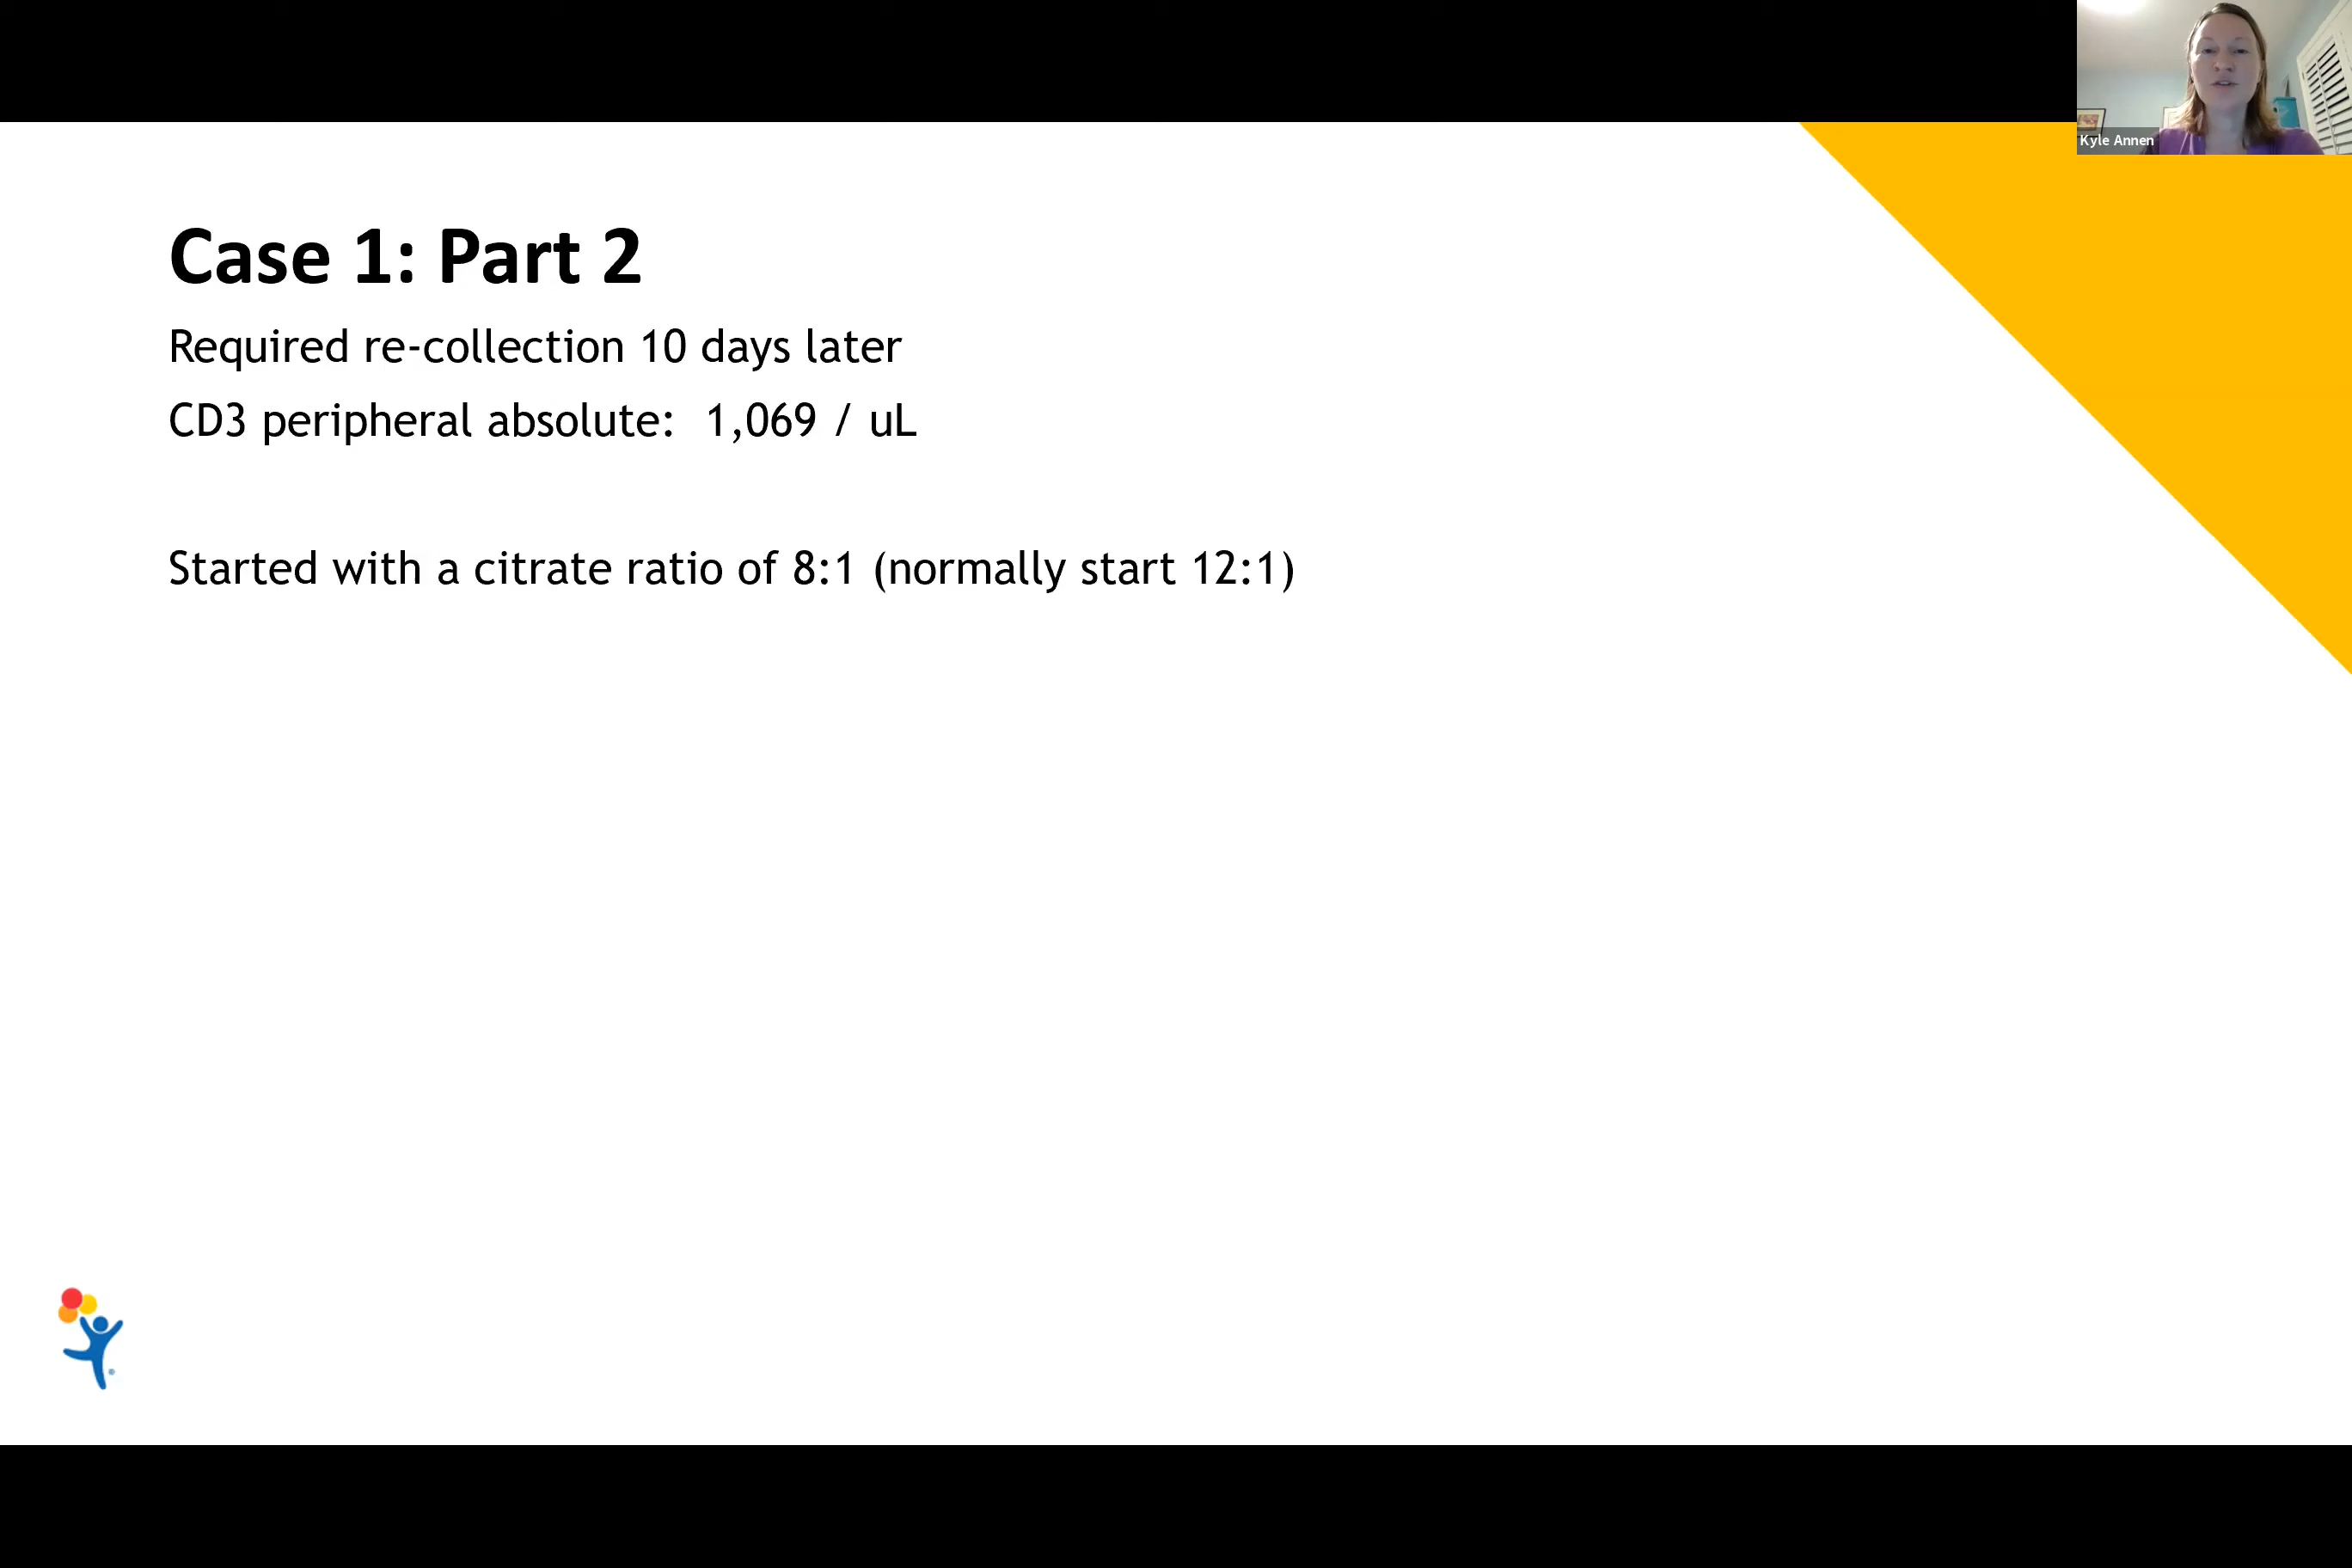 Kyle Annen
Case 1: Part 2
Required re-collection 10 days later
CD3 peripheral absolute: 1,069 / uL
Started with a citrate ratio of 8:1 (normally start 12:1)